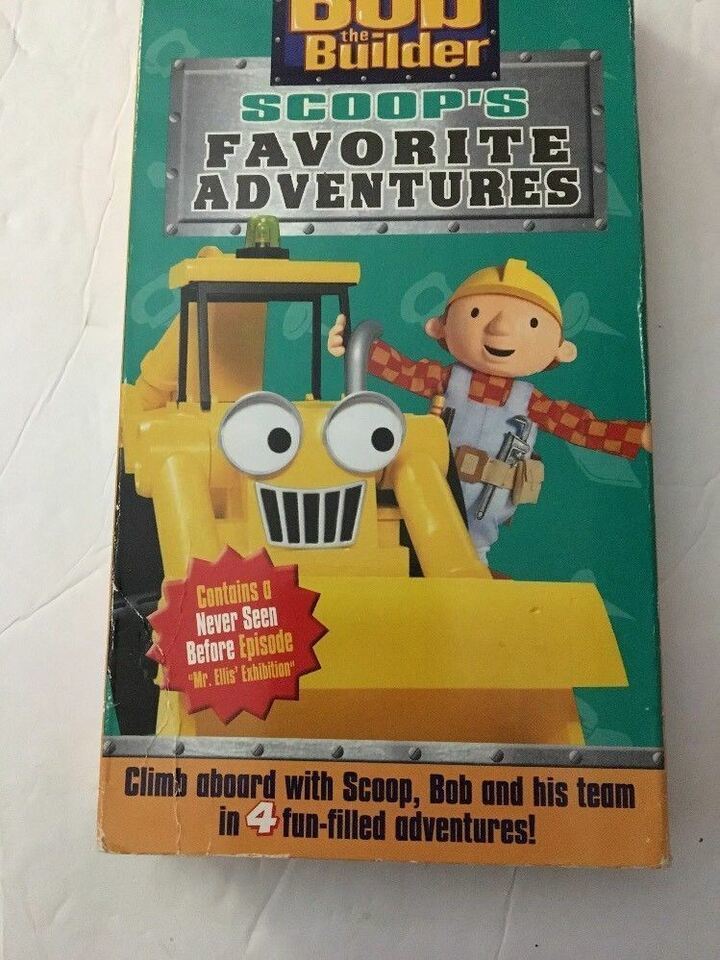 Bob
the
Builder
SCOOP'S
FAVORITE
ADVENTURES
Contains a
Never Seen
Before Episode
"Mr. Ellis' Exhibition"
Climb aboard with Scoop, Bob and his team
in 4 fun-filled adventures!